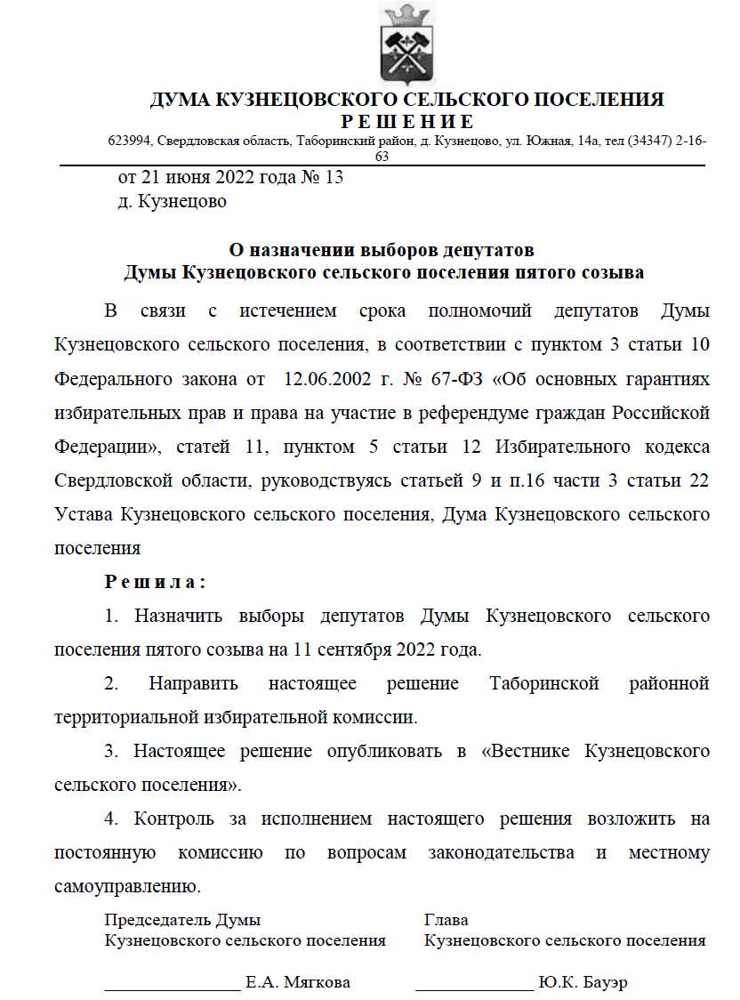 ДУМА КУЗНЕЦОВСКОГО СЕЛЬСКОГО ПОСЕЛЕНИЯ
Р Е Ш Е Н И Е
623994, Свердловская область, Таборинский район, д. Кузнецово, ул. Южная, 14а, тел (34347) 2-16-
63
от 21 июня 2022 года № 13
д. Кузнецово
О назначении выборов депутатов
Думы Кузнецовского сельского поселения пятого созыва
В связи с истечением срока полномочий депутатов Думы
Кузнецовского сельского поселения, в соответствии с пунктом 3 статьи 10
Федерального закона от 12.06.2002 г. № 67-ФЗ «Об основных гарантиях
избирательных прав и права на участие в референдуме граждан Российской
Федерации», статей 11, пунктом 5 статьи 12 Избирательного кодекса
Свердловской области, руководствуясь статьей 9 и п.16 части 3 статьи 22
Устава Кузнецовского сельского поселения, Дума Кузнецовского сельского
поселения
Р е ш и л а :
1. Назначить выборы депутатов Думы Кузнецовского сельского
поселения пятого созыва на 11 сентября 2022 года.
2. Направить настоящее решение Таборинской районной
территориальной избирательной комиссии.
3. Настоящее решение опубликовать в «Вестнике Кузнецовского
сельского поселения».
4. Контроль за исполнением настоящего решения возложить на
постоянную комиссию по вопросам законодательства и местному
самоуправлению.
Председатель Думы Глава
Кузнецовского сельского поселения Кузнецовского сельского поселения
_______________ Е.А. Мягкова _____________ Ю.К. Бауэр